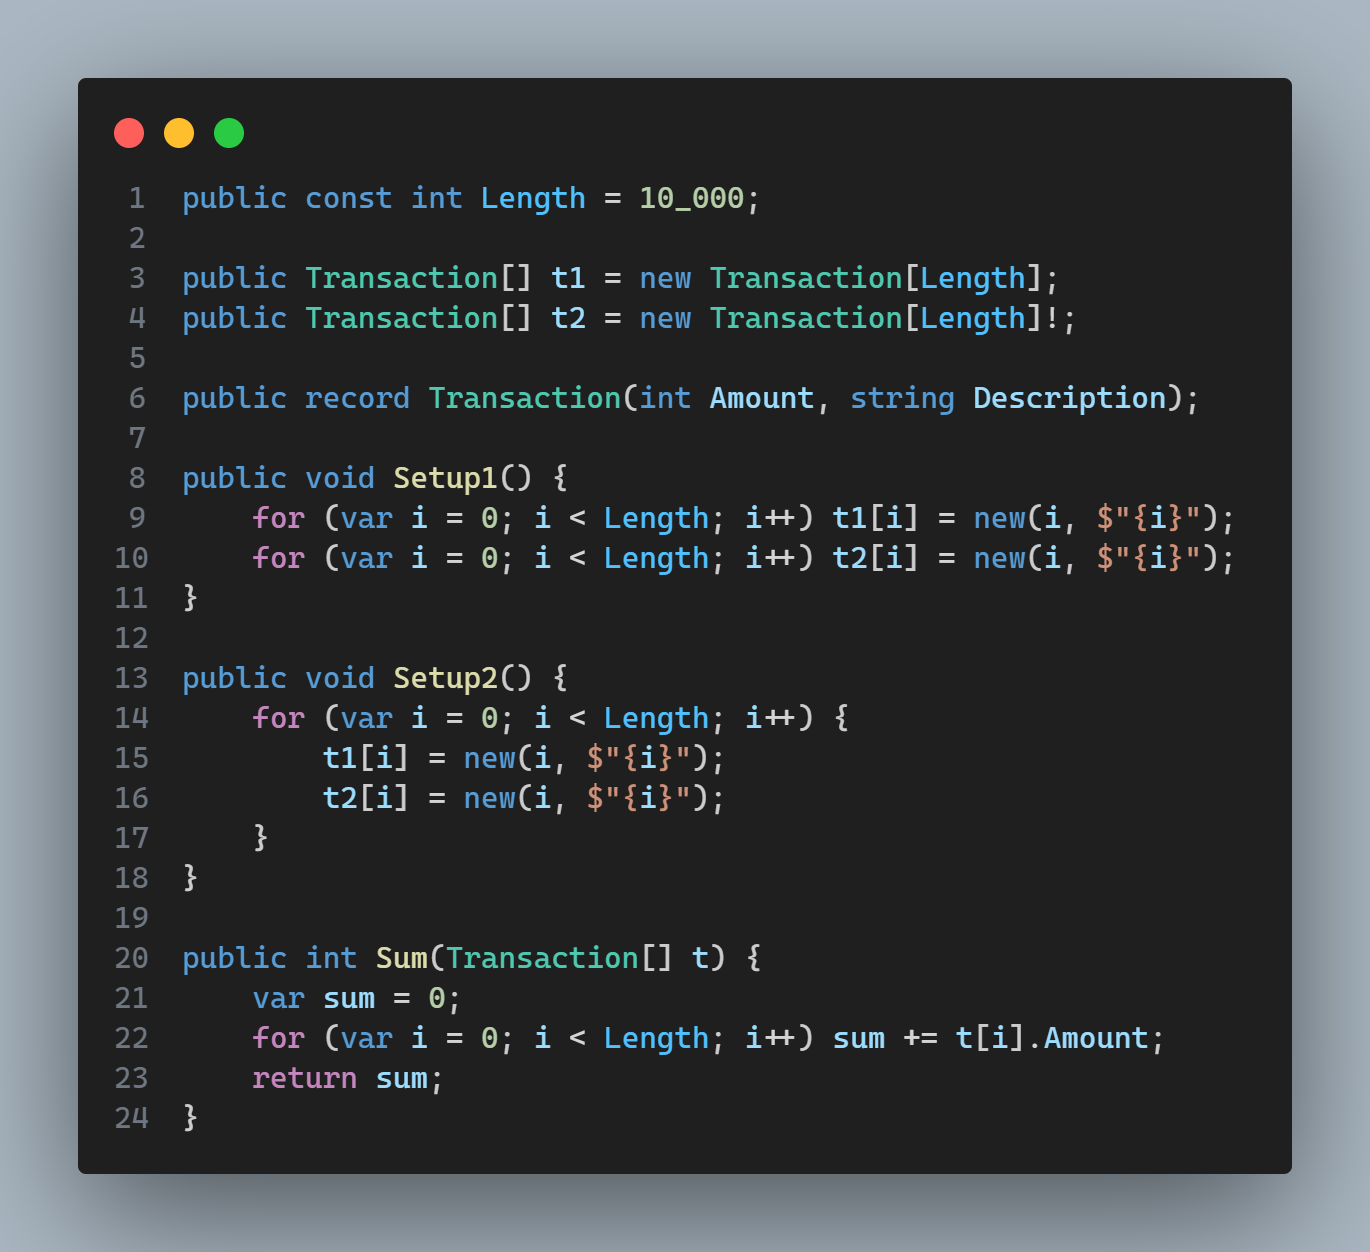 1 public const int Length = 10_000;
2
3 public Transaction[] t1 = new Transaction[Length];
4 public Transaction[] t2 = new Transaction[Length]!;
5
6 public record Transaction(int Amount, string Description);
7
8 public void Setup1() {
9     for (var i = 0; i < Length; i++) t1[i] = new(i, $"{i}");
10     for (var i = 0; i < Length; i++) t2[i] = new(i, $"{i}");
11 }
12
13 public void Setup2() {
14     for (var i = 0; i < Length; i++) {
15         t1[i] = new(i, $"{i}");
16         t2[i] = new(i, $"{i}");
17     }
18 }
19
20 public int Sum(Transaction[] t) {
21     var sum = 0;
22     for (var i = 0; i < Length; i++) sum += t[i].Amount;
23     return sum;
24 }